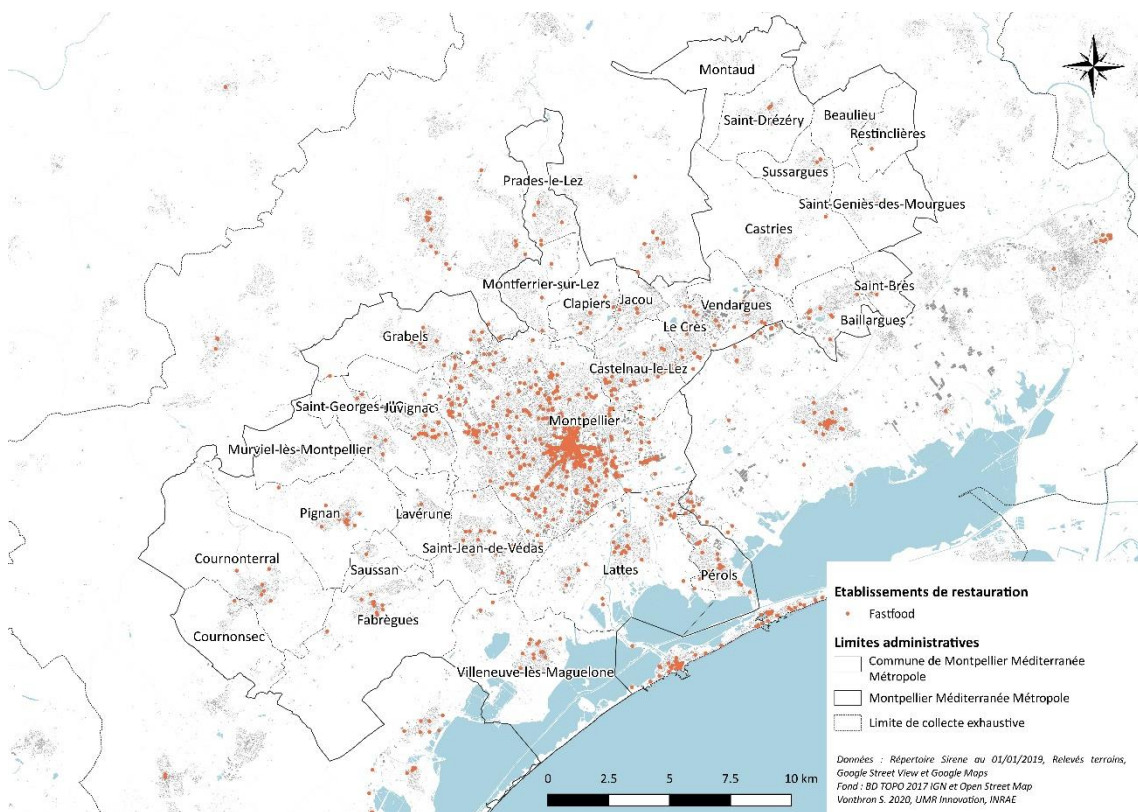 Montaud
Saint-Drézéry
Beaulieu
Restinclières
Sussargues
Prades-le-Lez
Saint-Geniès-des-Mourgues
Castries
Montferrier-sur-Lez
Saint-Brès
Clapiers
Jacou
Vendargues
Le Crès
Baillargues
Grabels
Castelnau-le-Lez
Saint-Georges-d'O
Juvignac
Montpellier
Murviel-lès-Montpellier
Pignan
Lavérune
Saint-Jean-de-Védas
Cournonterral
Saussan
Lattes
Pérols
Fabrègues
Cournonsec
Villeneuve-lès-Maguelone
Etablissements de restauration
Fastfood
Limites administratives
Commune de Montpellier Méditerranée
Métropole
Montpellier Méditerranée Métropole
Limite de collecte exhaustive
Données : Répertoire Sirene au 01/01/2019, Relevés terrains,
Google Street View et Google Maps
Fond : BD TOPO 2017 IGN et Open Street Map
Vonthron S. 2020, UMR Innovation, INRAE
0 2.5 5 7.5 10 km